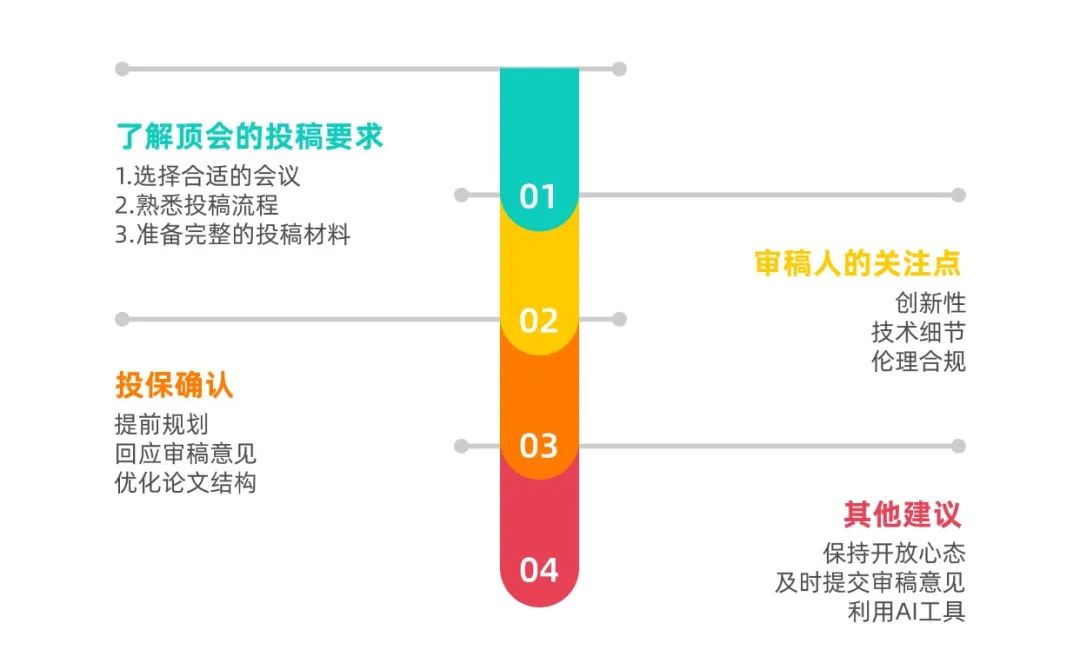 了解顶会的投稿要求
1.选择合适的会议
2.熟悉投稿流程
3.准备完整的投稿材料
01
审稿人的关注点
创新性
技术细节
伦理合规
02
投保确认
提前规划
回应审稿意见
优化论文结构
03
其他建议
保持开放心态
及时提交审稿意见
利用AI工具
04